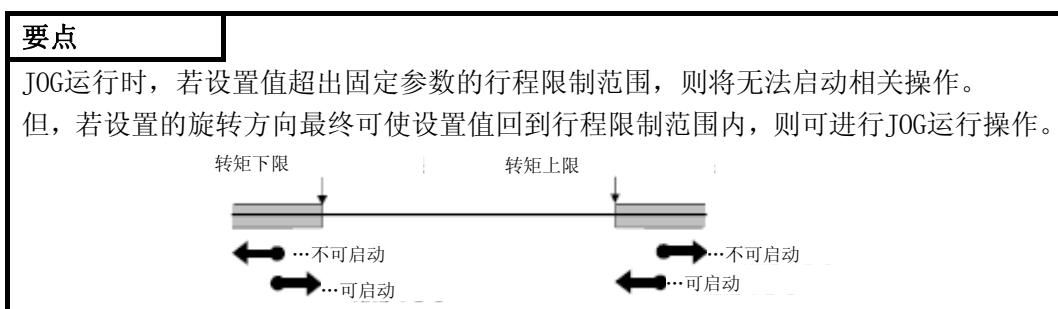 要点
JOG运行时，若设置值超出固定参数的行程限制范围，则将无法启动相关操作。
但，若设置的旋转方向最终可使设置值回到行程限制范围内，则可进行JOG运行操作。
转矩下限 转矩上限
…不可启动 …不可启动
…可启动 …可启动